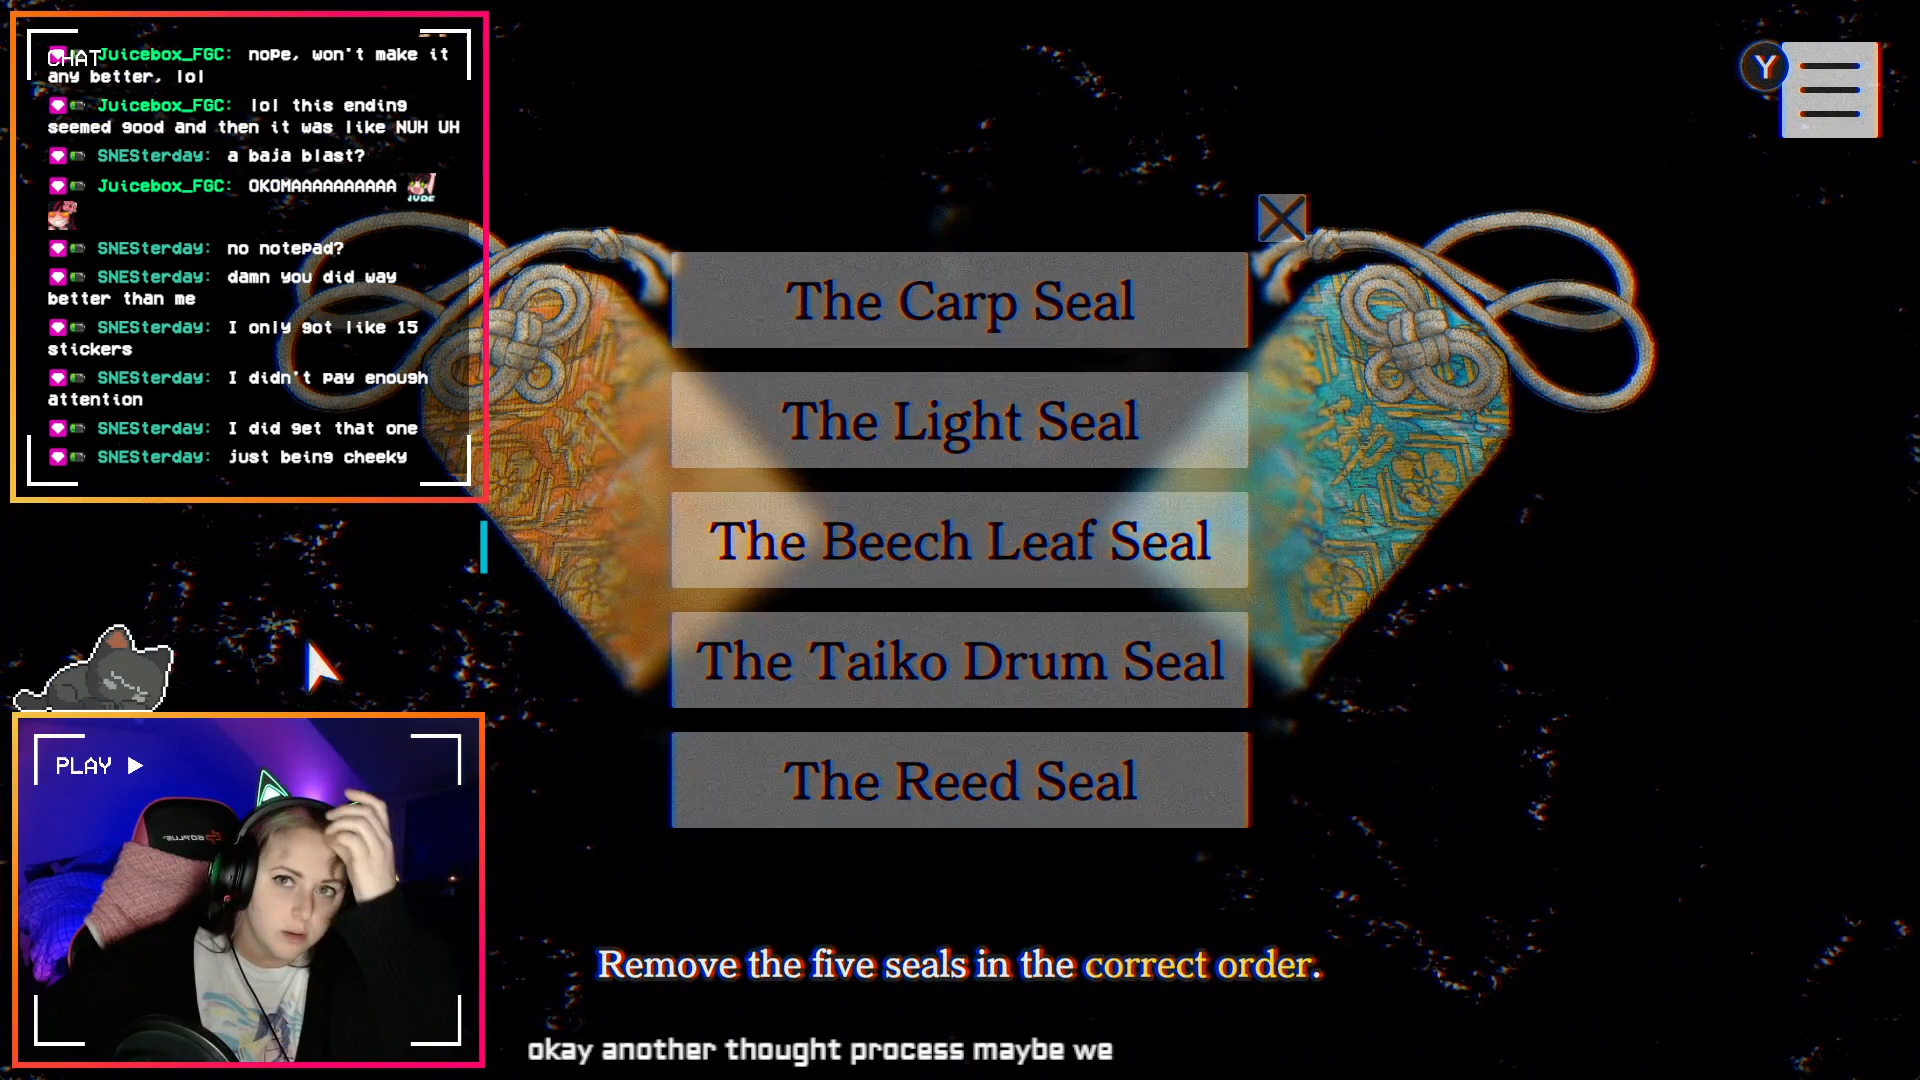 CHAT
Juicebox_FGC: nope, won't make it
any better, lol
Juicebox_FGC: lol this ending
seemed good and then it was like NUH UH
SNESterday: a baja blast?
Juicebox_FGC: OKOMAAAAAAAAAA
SNESterday: no notepad?
SNESterday: damn you did way
better than me
SNESterday: I only got like 15
stickers
SNESterday: I didn't pay enough
attention
SNESterday: I did get that one
SNESterday: just being cheeky
Y
The Carp Seal
The Light Seal
The Beech Leaf Seal
The Taiko Drum Seal
The Reed Seal
PLAY
Remove the five seals in the correct order.
okay another thought process maybe we